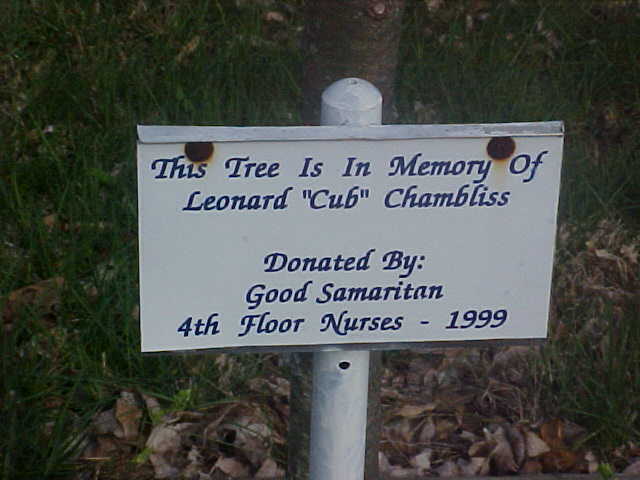 This Tree Is In Memory Of
Leonard "Cub" Chambliss
Donated By:
Good Samaritan
4th Floor Nurses - 1999